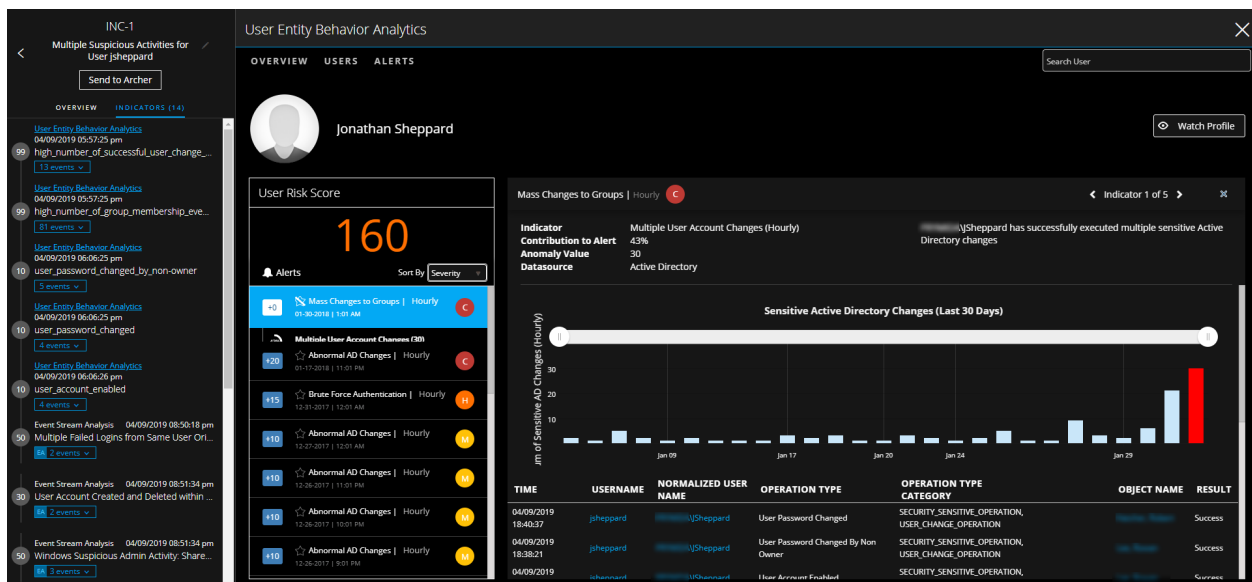 INC-1
Multiple Suspicious Activities for
User jsheppard
Send to Archer
OVERVIEW INDICATORS (14)
User Entity Behavior Analytics
04/09/2019 05:57:25 pm
99 high_number_of_successful_user_change_...
13 events
User Entity Behavior Analytics
04/09/2019 05:57:25 pm
99 high_number_of_group_membership_eve...
81 events
User Entity Behavior Analytics
04/09/2019 06:06:25 pm
10 user_password_changed_by_non-owner
5 events
User Entity Behavior Analytics
04/09/2019 06:06:25 pm
10 user_password_changed
4 events
User Entity Behavior Analytics
04/09/2019 06:06:26 pm
10 user_account_enabled
4 events
Event Stream Analysis 04/09/2019 08:50:18 pm
50 Multiple Failed Logins from Same User Ori...
EA 2 events
Event Stream Analysis 04/09/2019 08:51:34 pm
30 User Account Created and Deleted within ...
EA 2 events
Event Stream Analysis 04/09/2019 08:51:34 pm
50 Windows Suspicious Admin Activity: Share...
EA 3 events
User Entity Behavior Analytics
OVERVIEW USERS ALERTS
Search User
Jonathan Sheppard
Watch Profile
User Risk Score
160
Alerts Sort By Severity
+0 Mass Changes to Groups | Hourly C
01-30-2018 | 1:01 AM
Multiple User Account Changes (30)
+20 Abnormal AD Changes | Hourly C
01-17-2018 | 11:01 PM
+15 Brute Force Authentication | Hourly H
12-31-2017 | 12:01 AM
+10 Abnormal AD Changes | Hourly M
12-27-2017 | 12:01 AM
+10 Abnormal AD Changes | Hourly M
12-26-2017 | 11:01 PM
+10 Abnormal AD Changes | Hourly M
12-26-2017 | 10:01 PM
+10 Abnormal AD Changes | Hourly M
12-26-2017 | 9:01 PM
Mass Changes to Groups | Hourly C
Indicator 1 of 5
Indicator Multiple User Account Changes (Hourly)
Contribution to Alert 43%
Anomaly Value 30
Datasource Active Directory
\JSheppard has successfully executed multiple sensitive Active
Directory changes
Sensitive Active Directory Changes (Last 30 Days)
um of Sensitive AD Changes (Hourly)
30
20
10
Jan 09 Jan 17 Jan 20 Jan 24 Jan 29
TIME USERNAME NORMALIZED USER NAME OPERATION TYPE OPERATION TYPE CATEGORY OBJECT NAME RESULT
04/09/2019 18:40:37 jsheppard \JSheppard User Password Changed SECURITY_SENSITIVE_OPERATION, USER_CHANGE_OPERATION Success
04/09/2019 18:38:21 jsheppard \JSheppard User Password Changed By Non Owner SECURITY_SENSITIVE_OPERATION, USER_CHANGE_OPERATION Success
04/09/2019 jsheppard \JSheppard User Account Enabled SECURITY_SENSITIVE_OPERATION, Success